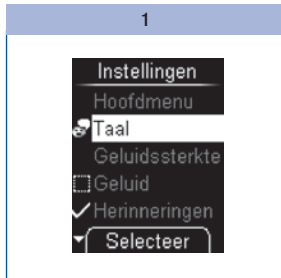 1
Instellingen
Hoofdmenu
Taal
Geluidssterkte
Geluid
Herinneringen
Selecteer